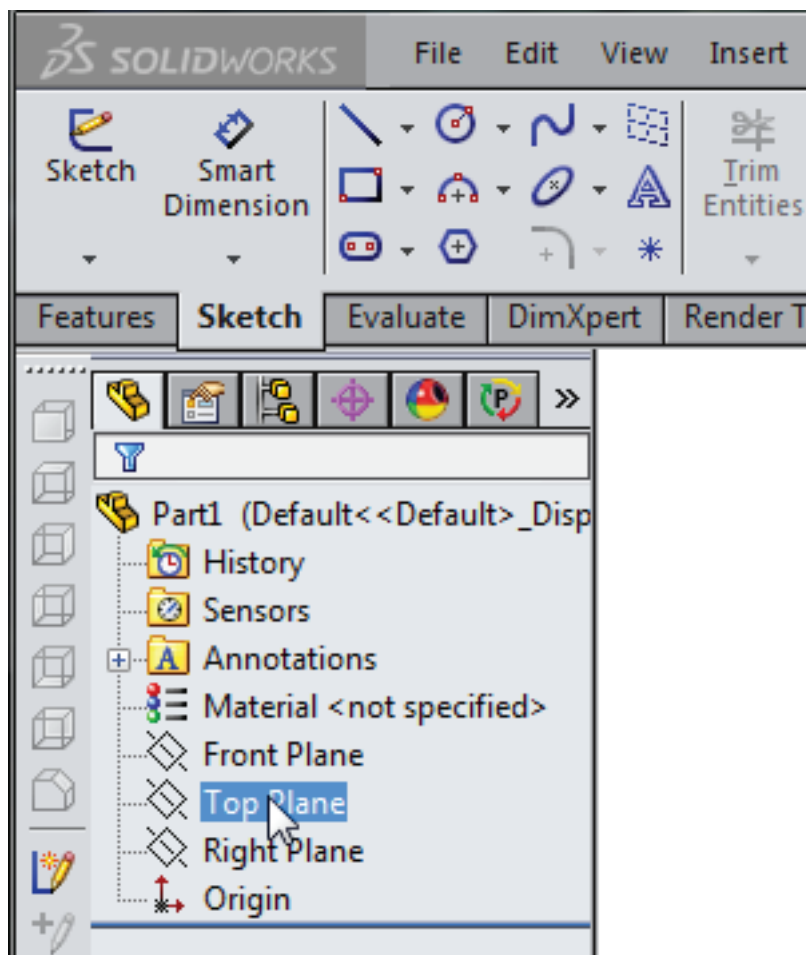 SOLIDWORKS File Edit View Insert
Sketch
Smart
Dimension
Trim
Entities
Features Sketch Evaluate DimXpert Render T
Part1 (Default<<Default>_Disp
History
Sensors
Annotations
Material <not specified>
Front Plane
Top Plane
Right Plane
Origin